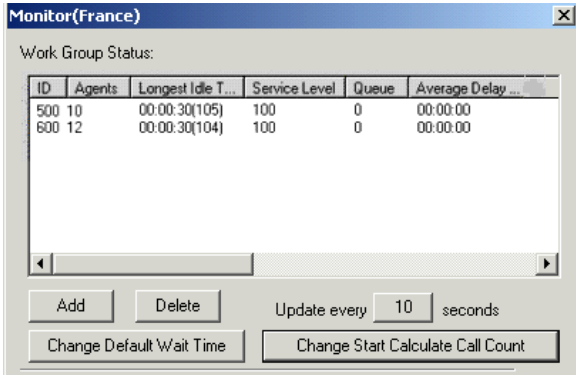 Monitor(France)
Work Group Status:
ID Agents Longest Idle T... Service Level Queue Average Delay ...
500 10 00:00:30(105) 100 0 00:00:00
600 12 00:00:30(104) 100 0 00:00:00
Add Delete Update every 10 seconds
Change Default Wait Time Change Start Calculate Call Count